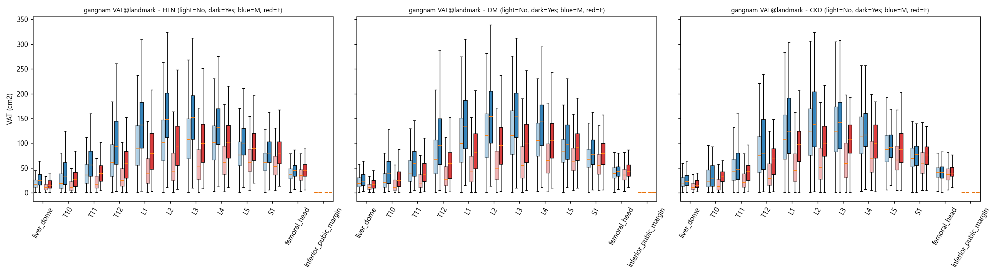 gangnam VAT@landmark - HTN (light=No, dark=Yes; blue=M, red=F)
gangnam VAT@landmark - DM (light=No, dark=Yes; blue=M, red=F)
gangnam VAT@landmark - CKD (light=No, dark=Yes; blue=M, red=F)
VAT (cm2)
350
300
250
200
150
100
50
0
liver_dome
T10
T11
T12
L1
L2
L3
L4
L5
S1
femoral_head
inferior_pubic_margin
liver_dome
T10
T11
T12
L1
L2
L3
L4
L5
S1
femoral_head
inferior_pubic_margin
liver_dome
T10
T11
T12
L1
L2
L3
L4
L5
S1
femoral_head
inferior_pubic_margin